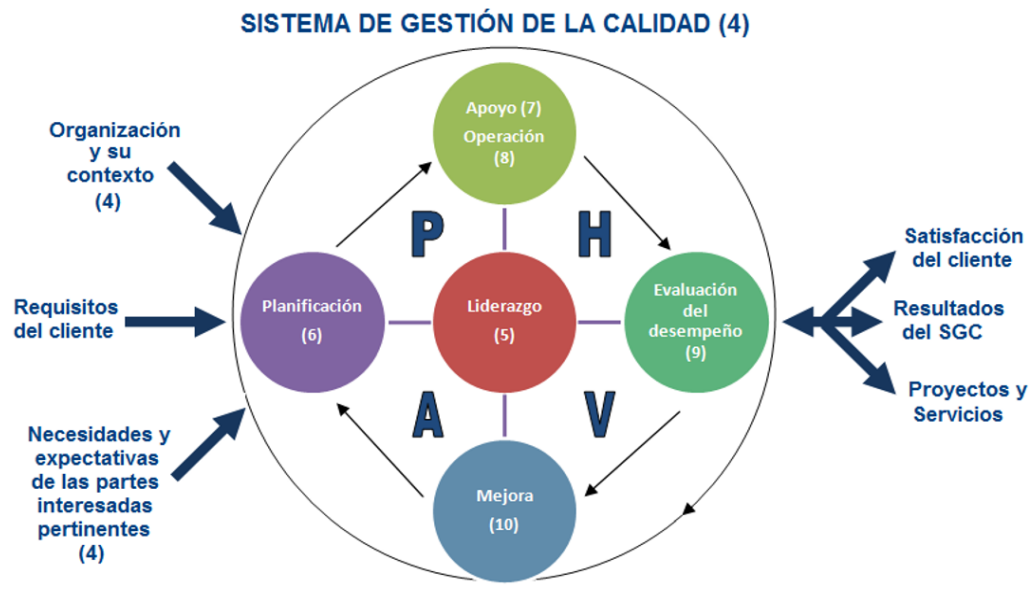 SISTEMA DE GESTIÓN DE LA CALIDAD (4)
Organización
y su
contexto
(4)
Requisitos
del cliente
Necesidades y
expectativas
de las partes
interesadas
pertinentes
(4)
Apoyo (7)
Operación
(8)
P
H
Planificación
(6)
Liderazgo
(5)
Evaluación
del
desempeño
(9)
A
V
Mejora
(10)
Satisfacción
del cliente
Resultados
del SGC
Proyectos y
Servicios